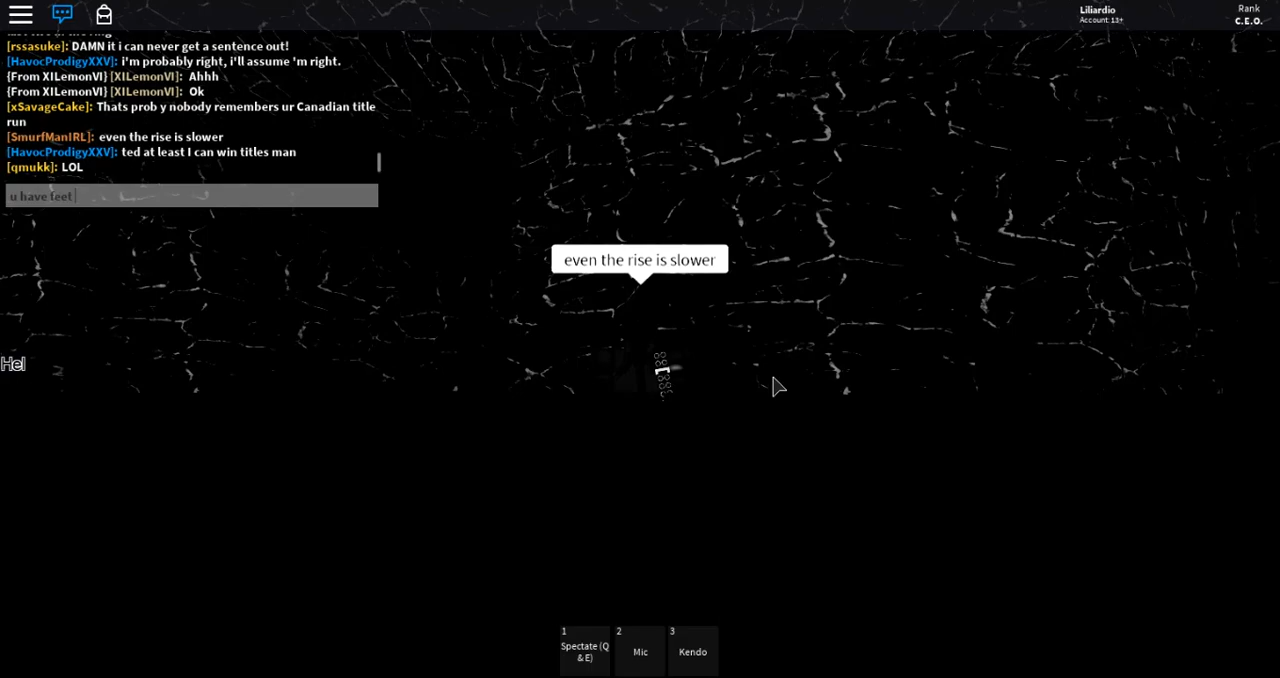 Liliardio
Account: 13+
Rank
C.E.O.
[rssasuke]: DAMN it i can never get a sentence out!
[HavocProdigyXXV]: i'm probably right, i'll assume 'm right.
{From XILemonVI} [XILemonVI]: Ahhh
{From XILemonVI} [XILemonVI]: Ok
[xSavageCake]: Thats prob y nobody remembers ur Canadian title
run
[SmurfManIRL]: even the rise is slower
[HavocProdigyXXV]: ted at least I can win titles man
[qmukk]: LOL
u have feet
even the rise is slower
Hel
1
Spectate (Q
& E)
2
Mic
3
Kendo